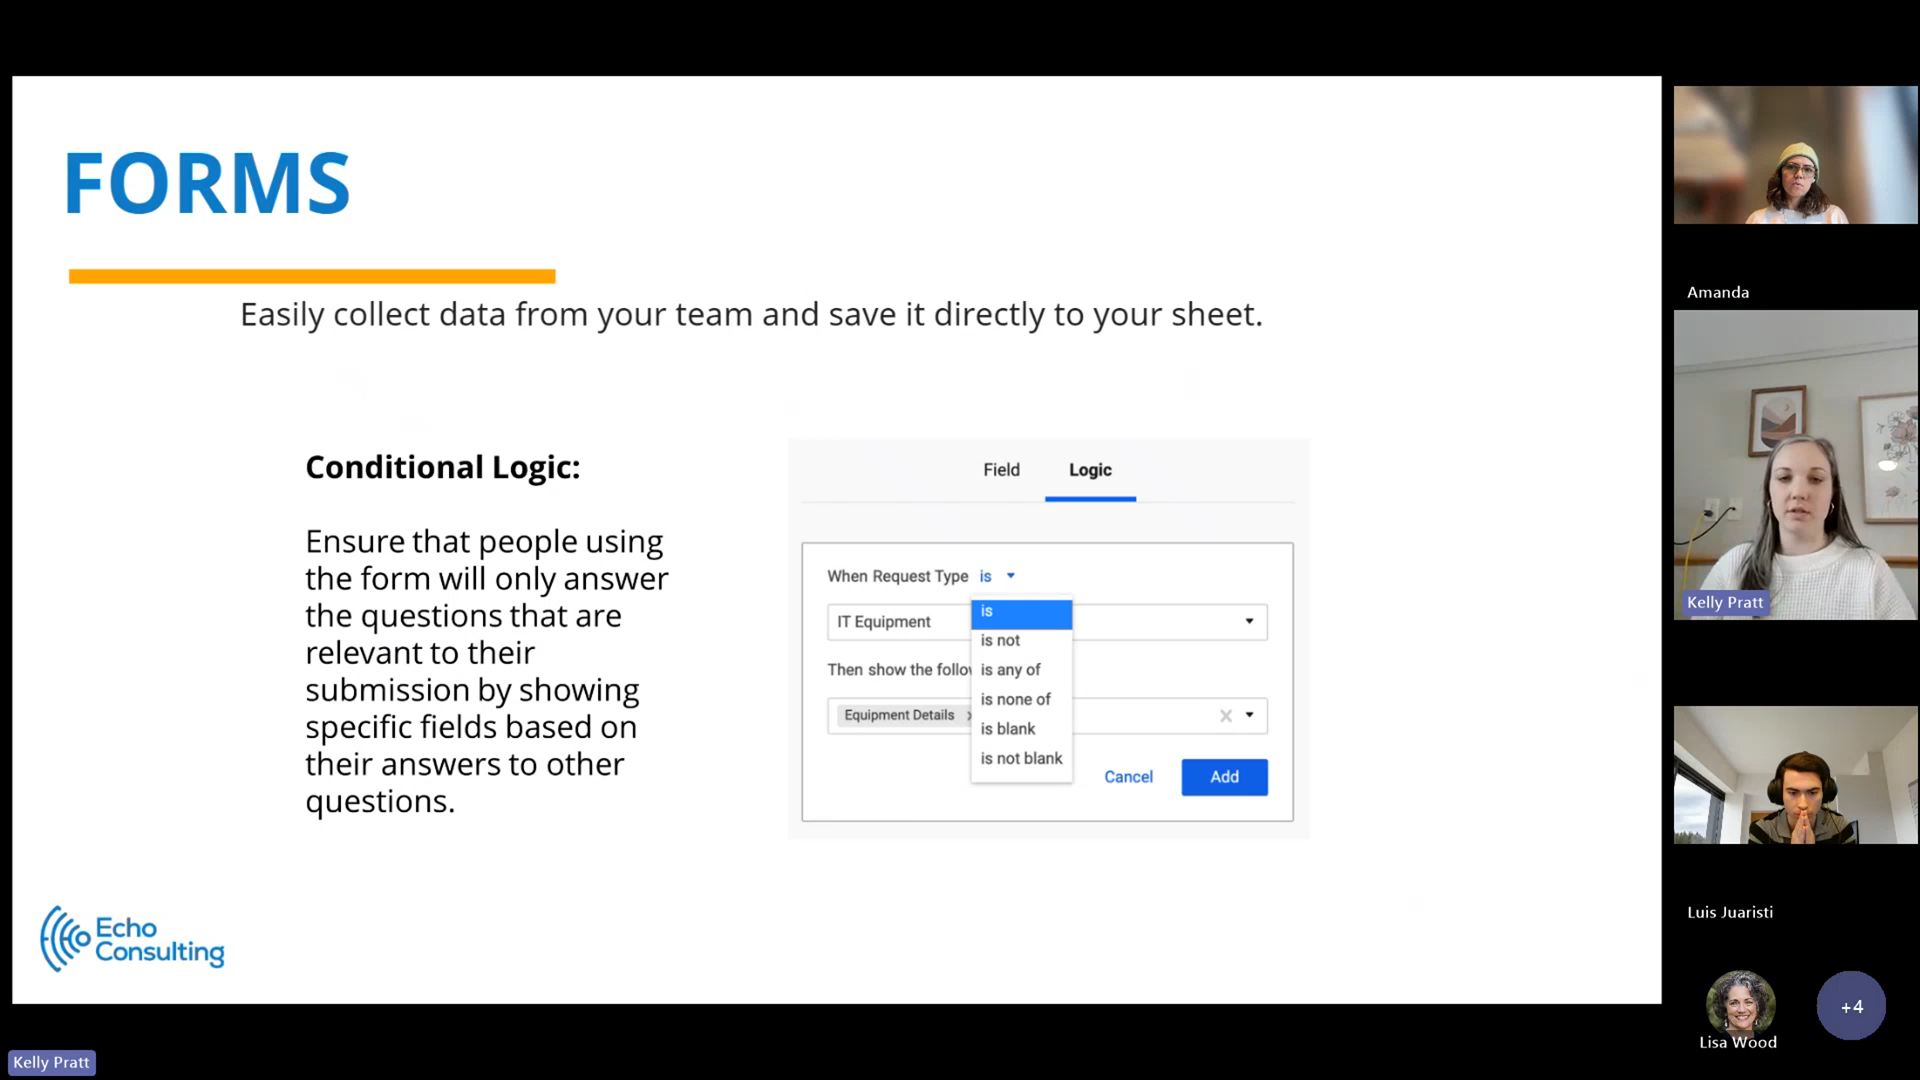 FORMS
Easily collect data from your team and save it directly to your sheet.
Conditional Logic:
Ensure that people using
the form will only answer
the questions that are
relevant to their
submission by showing
specific fields based on
their answers to other
questions.
Field
Logic
When Request Type is
IT Equipment
is
is not
is any of
is none of
is blank
is not blank
Then show the follo
Equipment Details
Cancel
Add
Echo
Consulting
Amanda
Kelly Pratt
Luis Juaristi
Lisa Wood
+4
Kelly Pratt